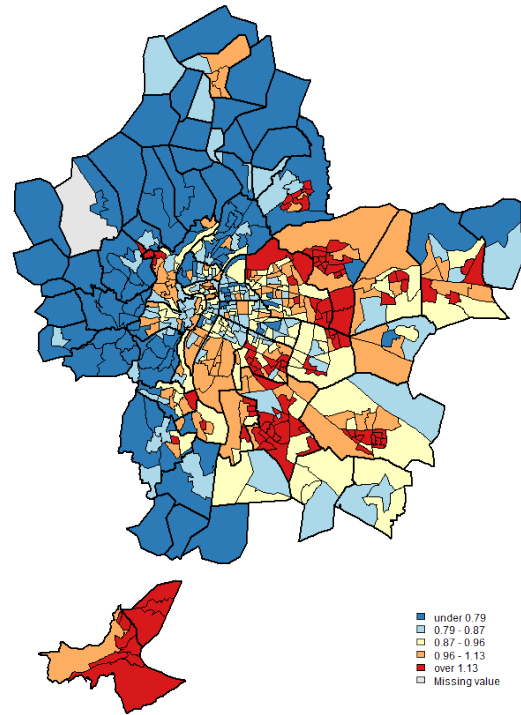 under 0.79
0.79 - 0.87
0.87 - 0.96
0.96 - 1.13
over 1.13
Missing value